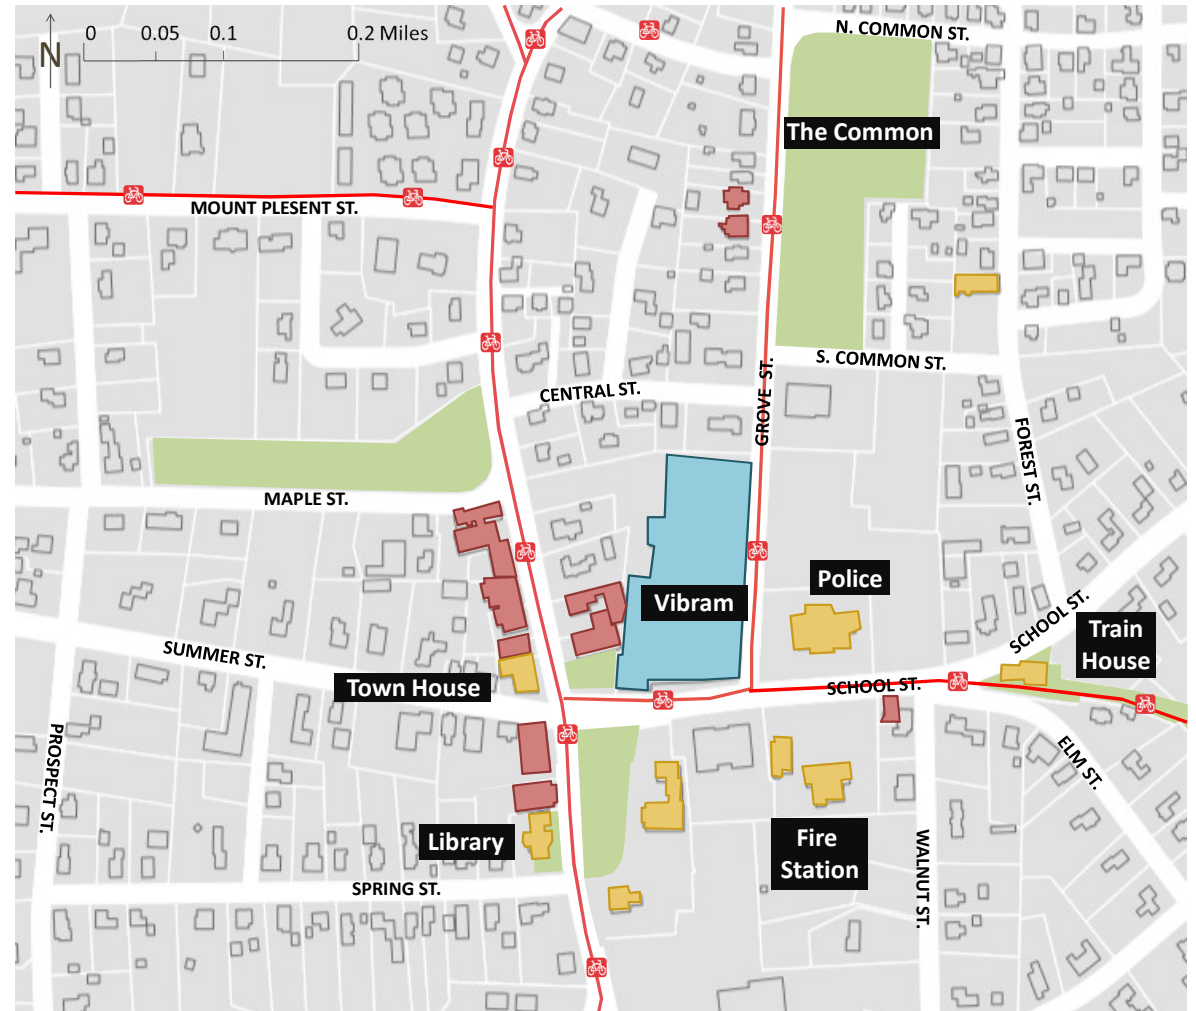 0 0.05 0.1 0.2 Miles
N
N. COMMON ST.
The Common
MOUNT PLESENT ST.
S. COMMON ST.
CENTRAL ST.
GROVE ST.
FOREST ST.
MAPLE ST.
Police
Vibram
SCHOOL ST.
Train
House
SUMMER ST.
Town House
SCHOOL ST.
PROSPECT ST.
ELM ST.
Library
Fire
Station
WALNUT ST.
SPRING ST.